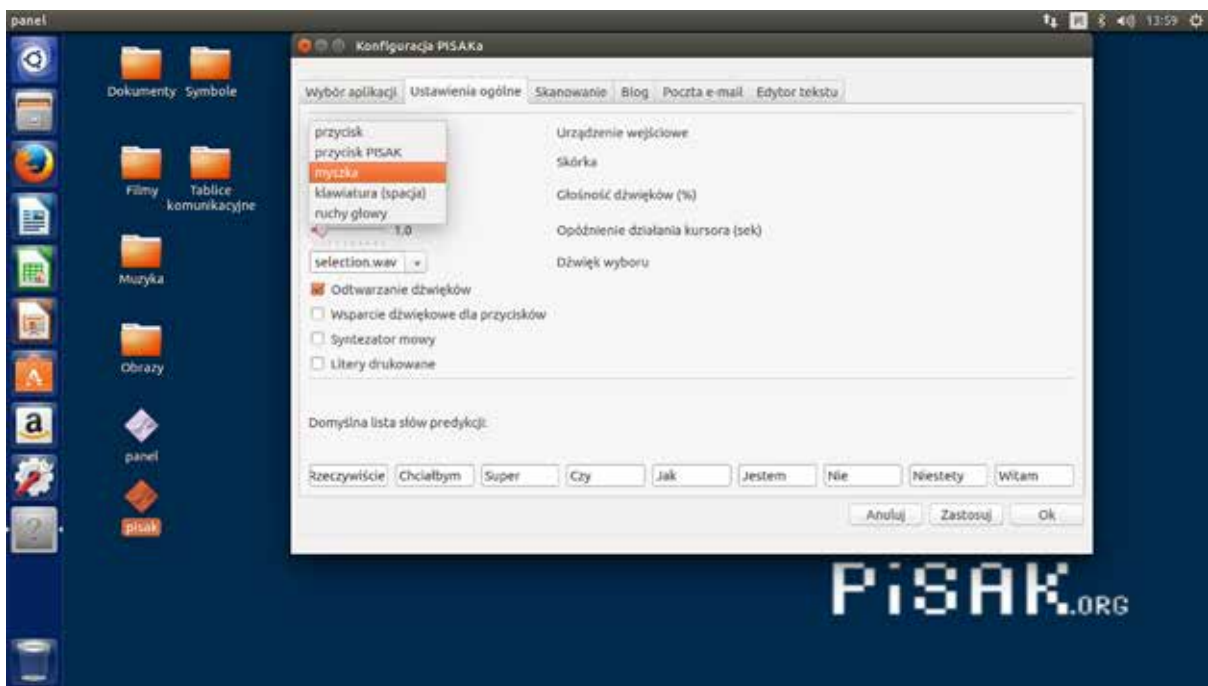 panel
Pl
13:59
Konfiguracja PISAKa
Wybór aplikacji Ustawienia ogólne Skanowanie Blog Poczta e-mail Edytor tekstu
przycisk
przycisk PISAK
myszka
klawiatura (spacja)
ruchy głowy
Urządzenie wejściowe
Skórka
Głośność dźwięków (%)
1.0 Opóźnienie działania kursora (sek)
selection.wav Dźwięk wyboru
Odtwarzanie dźwięków
Wsparcie dźwiękowe dla przycisków
Syntezator mowy
Litery drukowane
Domyślna lista słów predykcji:
Rzeczywiście Chciałbym Super Czy Jak Jestem Nie Niestety Witam
Anuluj Zastosuj Ok
Dokumenty Symbole
Filmy Tablice
komunikacyjne
Muzyka
Obrazy
panel
pisak
PiSAK.ORG